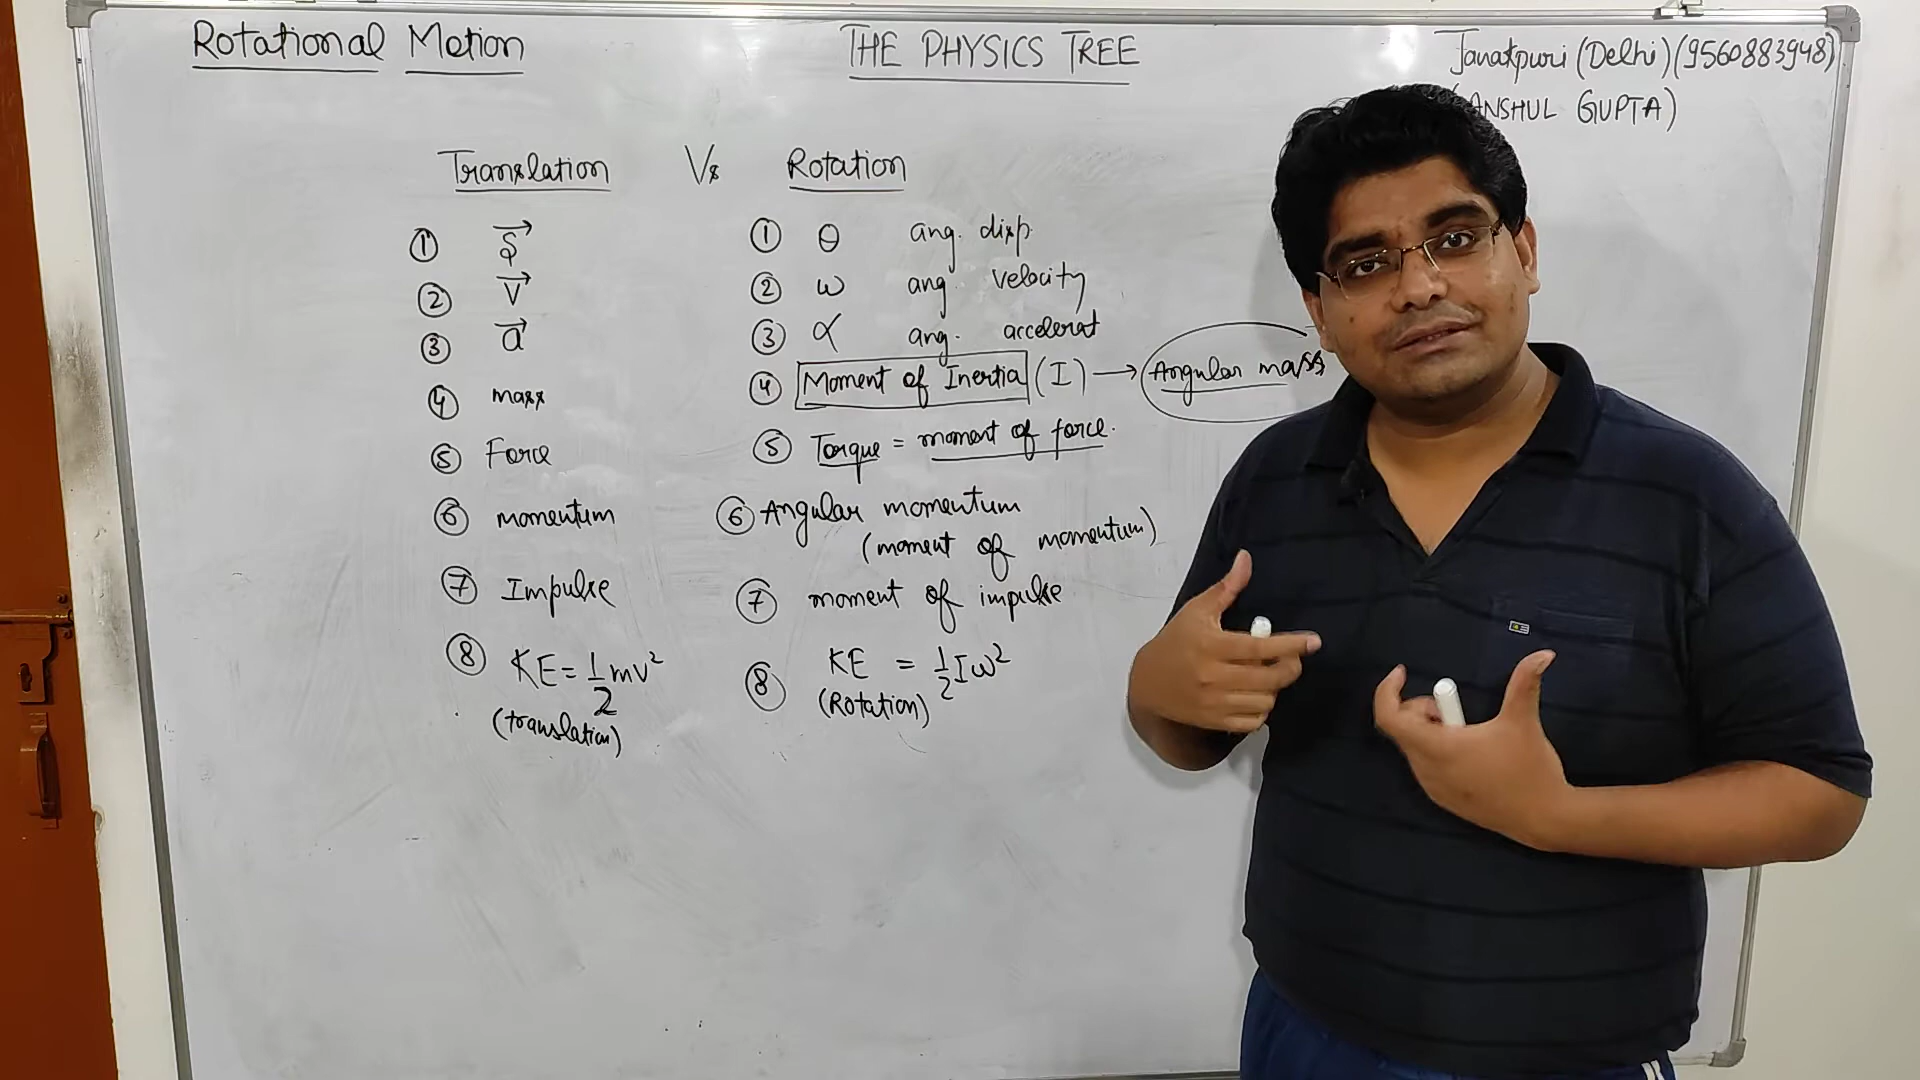 Rotational Motion
THE PHYSICS TREE
Janakpuri (Delhi) (9560883948)
(ANSHUL GUPTA)
Translation Vs Rotation
① S⃗ ① θ ang. disp.
② V⃗ ② ω ang. velocity
③ a⃗ ③ α ang. accelerat
④ mass ④ Moment of Inertia (I) → Angular mass
⑤ Force ⑤ Torque = moment of force.
⑥ momentum ⑥ Angular momentum
(moment of momentum)
⑦ Impulse ⑦ moment of impulse
⑧ KE = 1/2 mv² ⑧ KE = 1/2 Iω²
(translation) (Rotation)